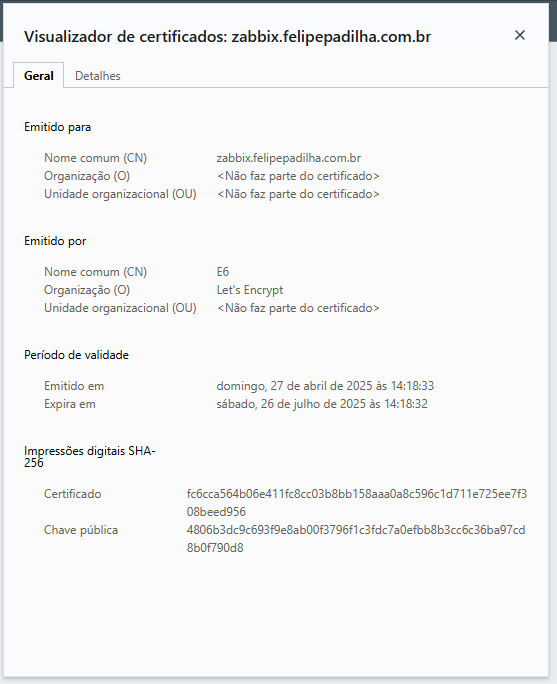 Visualizador de certificados: zabbix.felipepadilha.com.br
Geral Detalhes
Emitido para
Nome comum (CN) zabbix.felipepadilha.com.br
Organização (O) <Não faz parte do certificado>
Unidade organizacional (OU) <Não faz parte do certificado>
Emitido por
Nome comum (CN) E6
Organização (O) Let's Encrypt
Unidade organizacional (OU) <Não faz parte do certificado>
Período de validade
Emitido em domingo, 27 de abril de 2025 às 14:18:33
Expira em sábado, 26 de julho de 2025 às 14:18:32
Impressões digitais SHA-
256
Certificado fc6cca564b06e411fc8cc03b8bb158aaa0a8c596c1d711e725ee7f3
08beed956
Chave pública 4806b3dc9c693f9e8ab00f3796f1c3fdc7a0efbb8b3cc6c36ba97cd
8b0f790d8